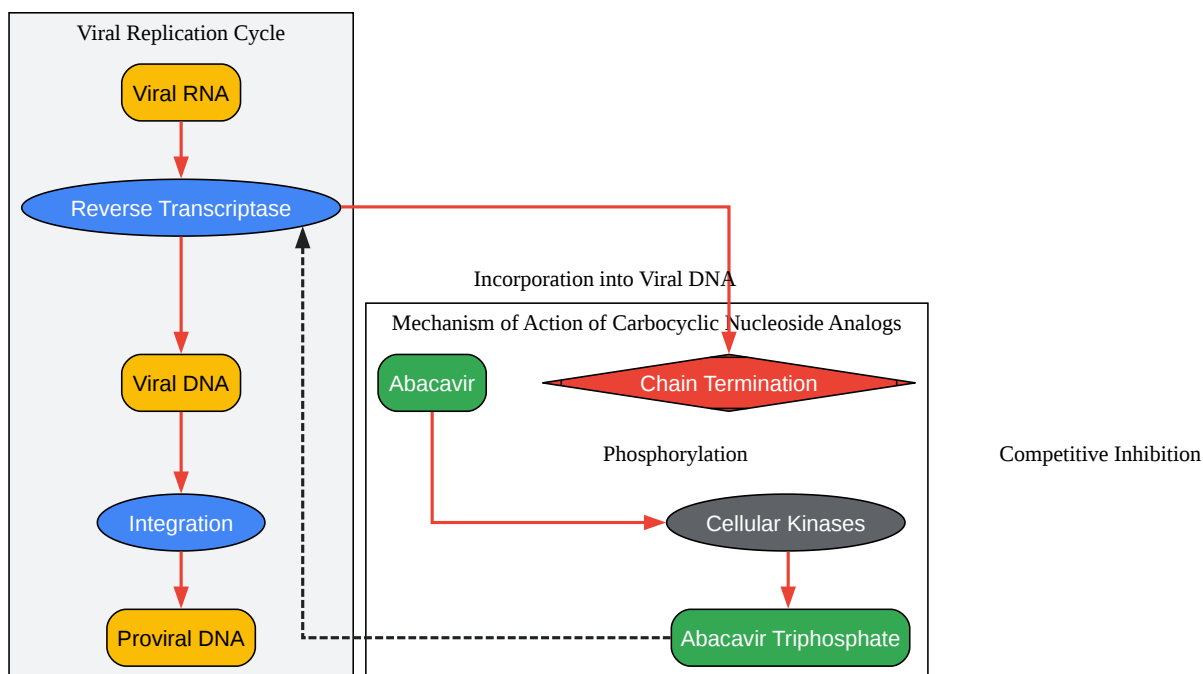 Viral Replication Cycle
Viral RNA
Reverse Transcriptase
Viral DNA
Integration
Proviral DNA
Incorporation into Viral DNA
Mechanism of Action of Carbocyclic Nucleoside Analogs
Abacavir
Chain Termination
Phosphorylation
Competitive Inhibition
Cellular Kinases
Abacavir Triphosphate